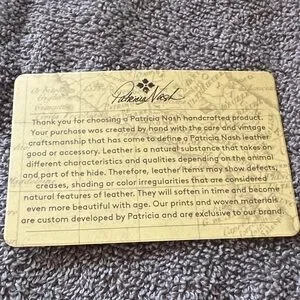 Patricia Nash
Thank you for choosing a Patricia Nash handcrafted product.
Your purchase was created by hand with the care and vintage
craftsmanship that has come to define a Patricia Nash leather
good or accessory. Leather is a natural substance that takes on
different characteristics and qualities depending on the animal
and part of the hide. Therefore, leather items may show defects,
creases, shading or color irregularities that are considered
natural features of leather. They will soften in time and become
even more beautiful with age. Our prints and woven materials
are custom developed by Patricia and are exclusive to our brand.